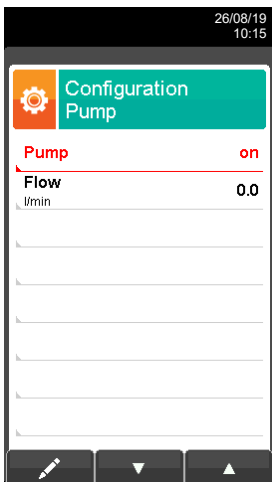 26/08/19
10:15
Configuration
Pump
Pump on
Flow 0.0
l/min